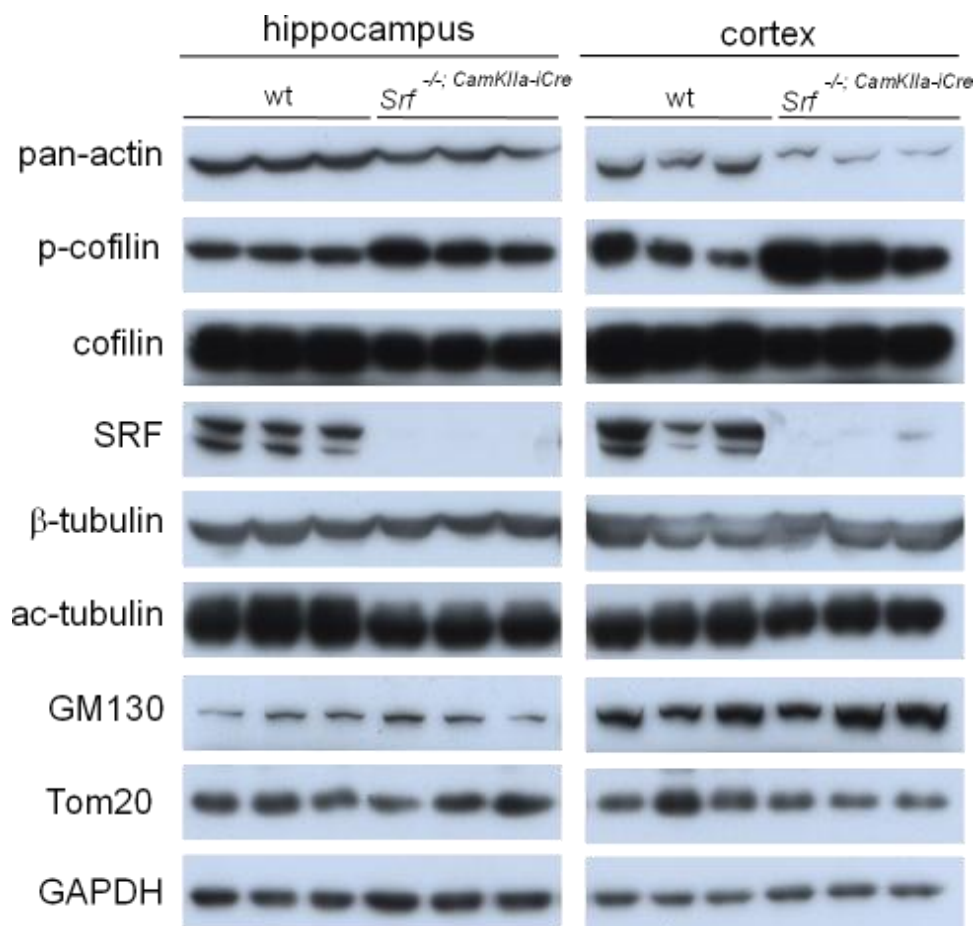 hippocampus
cortex
wt
Srf -/-; CamKIIa-iCre
wt
Srf -/-; CamKIIa-iCre
pan-actin
p-cofilin
cofilin
SRF
β-tubulin
ac-tubulin
GM130
Tom20
GAPDH